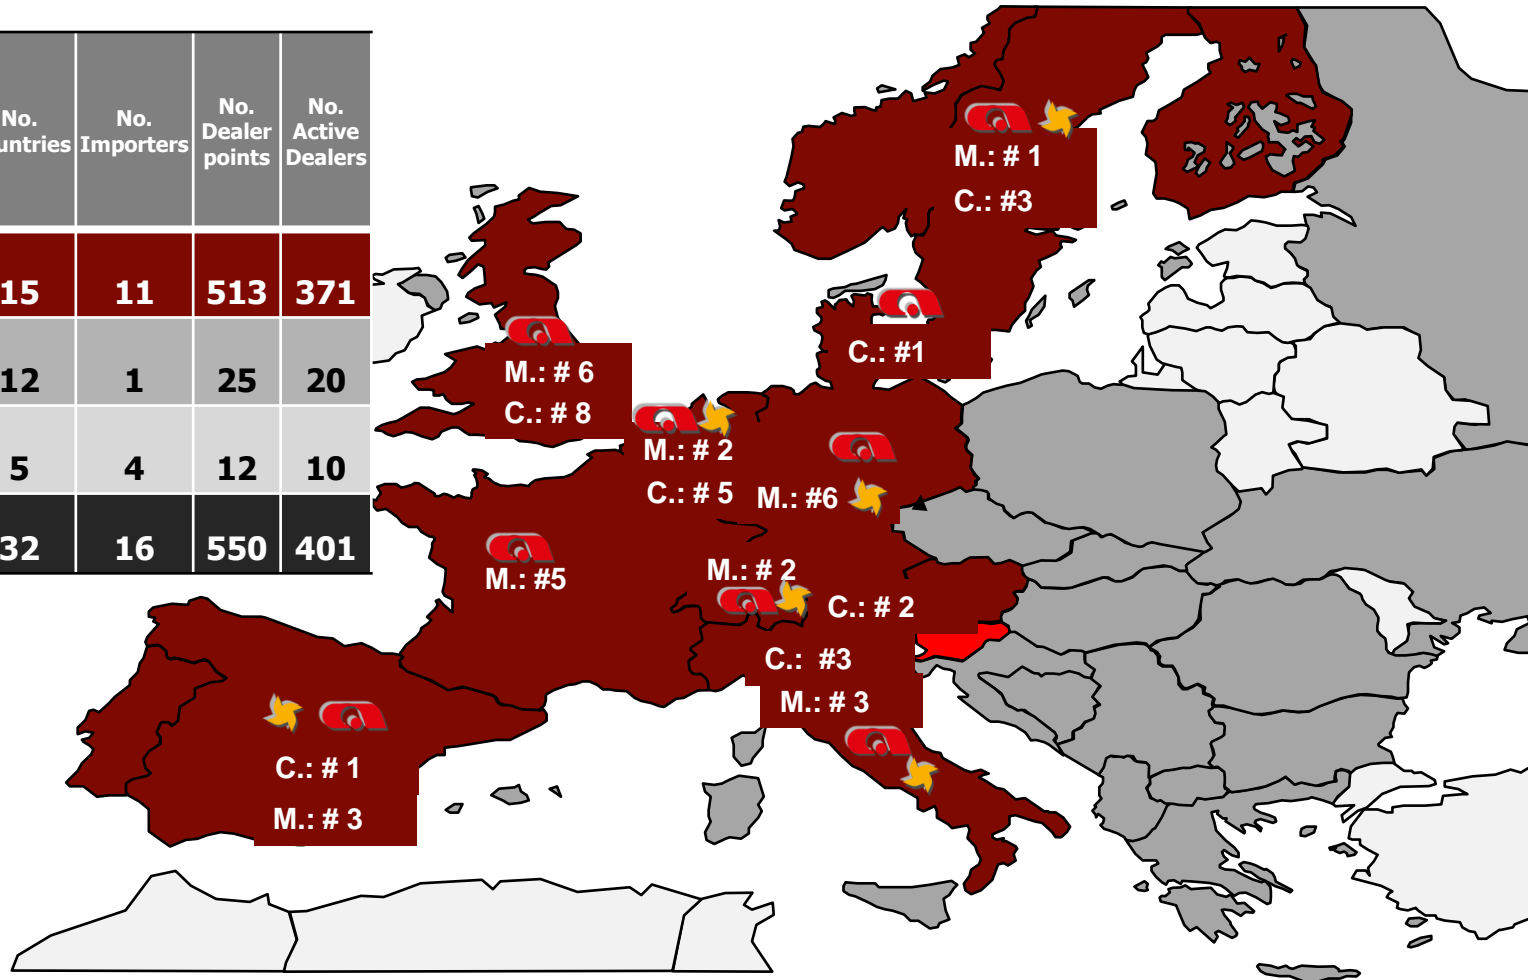 No. No. No. No.
untries Importers Dealer points Active Dealers
15 11 513 371
12 1 25 20
5 4 12 10
32 16 550 401
M.: # 1
C.: #3
C.: #1
M.: # 6
C.: # 8
M.: # 2
C.: # 5
M.: #6
M.: #5
M.: # 2
C.: # 2
C.: #3
M.: # 3
C.: # 1
M.: # 3